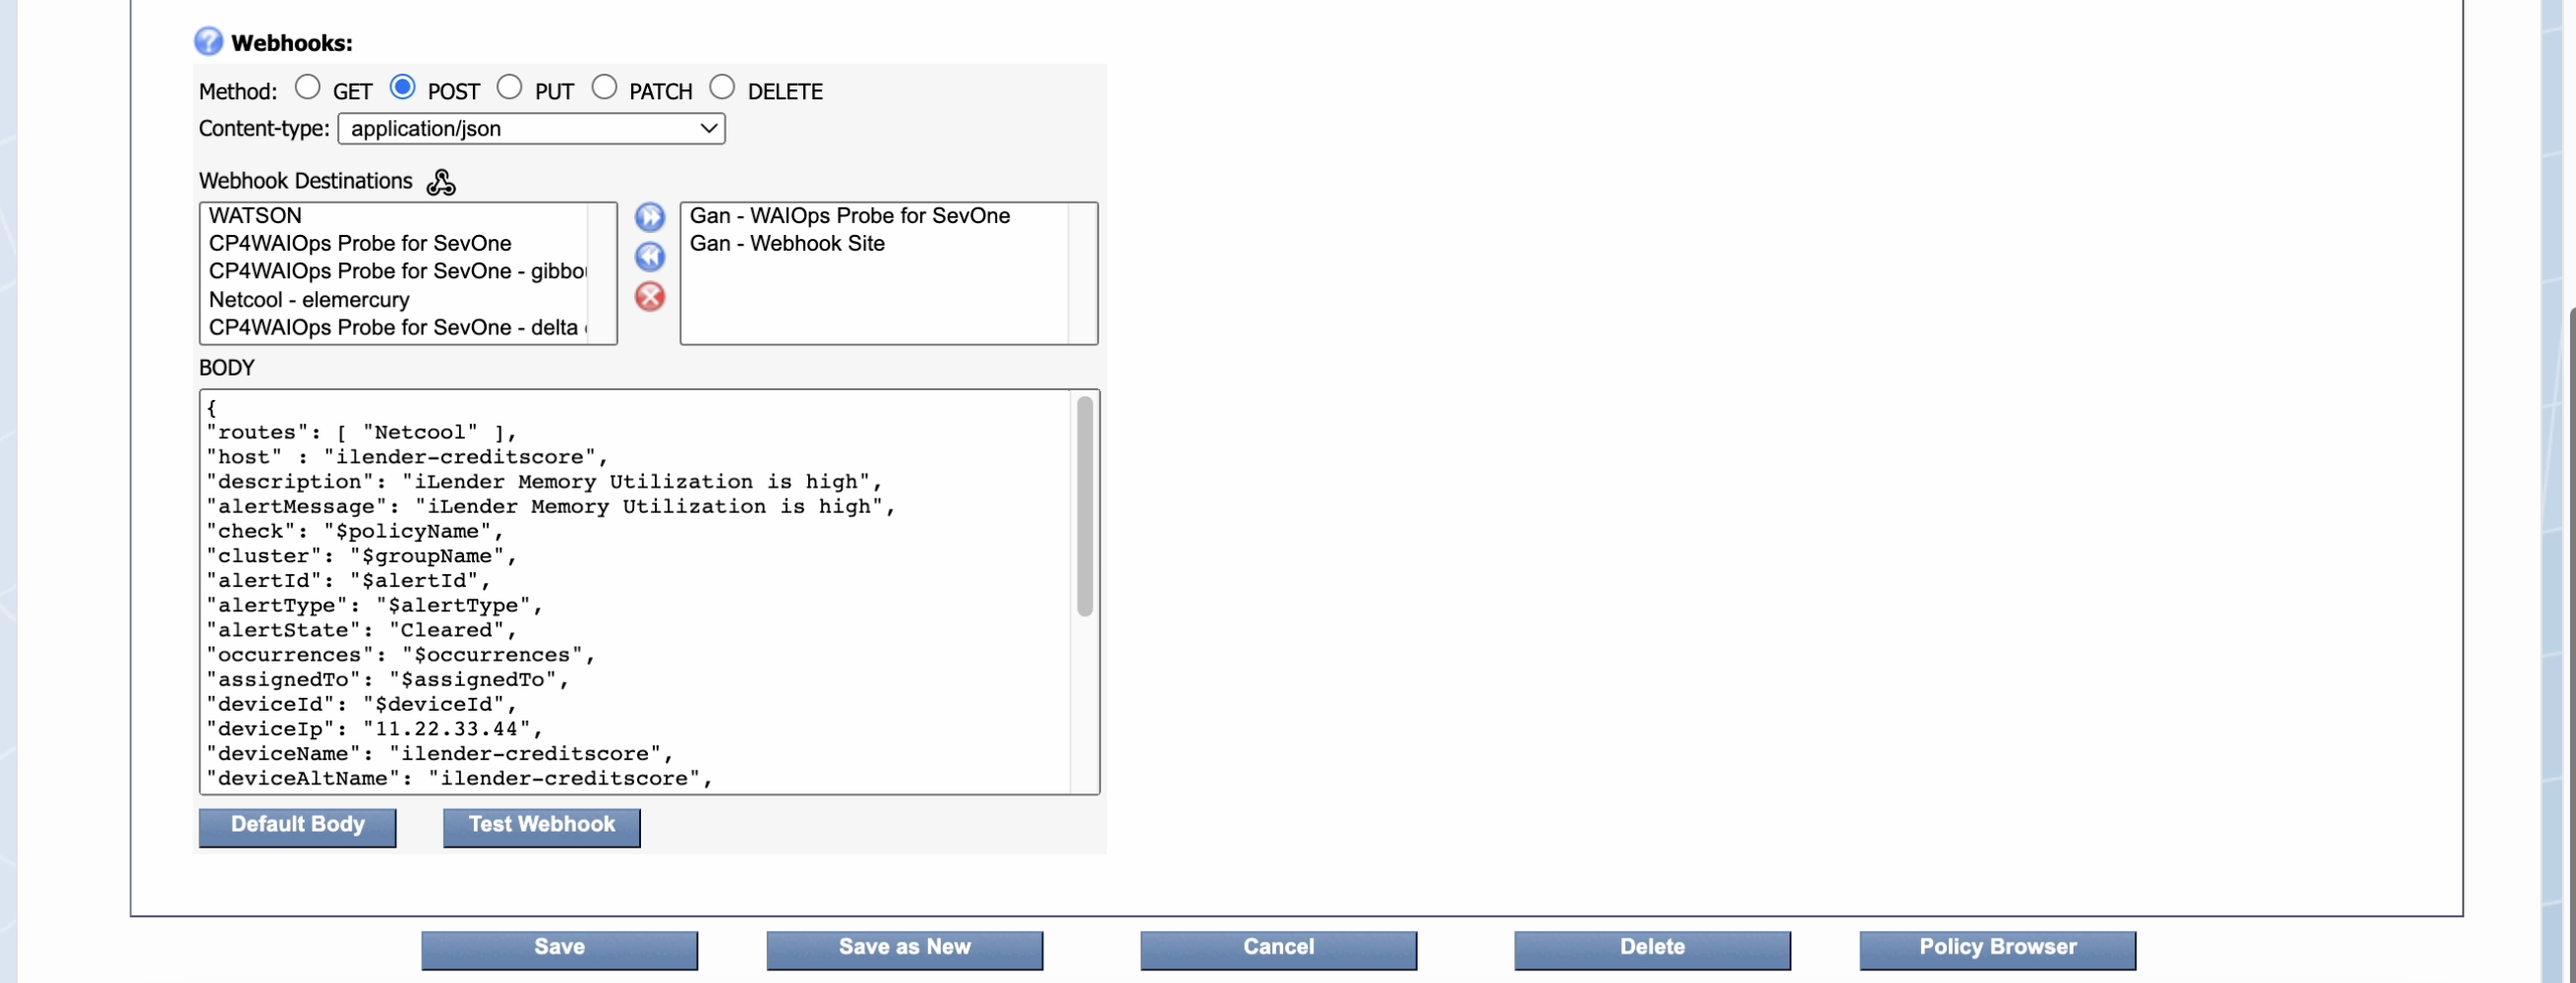 Webhooks:
Method: GET POST PUT PATCH DELETE
Content-type: application/json
Webhook Destinations
WATSON
CP4WAIOps Probe for SevOne
CP4WAIOps Probe for SevOne -
Netcool - elemercury
CP4WAIOps Probe for SevOne - delta
Gan - WAIOps Probe for SevOne
Gan - Webhook Site
BODY
{
"routes": [ "Netcool" ],
"host" : "ilender-creditscore",
"description": "iLender Memory Utilization is high",
"alertMessage": "iLender Memory Utilization is high",
"check": "$policyName",
"cluster": "$groupName",
"alertId": "$alertId",
"alertType": "$alertType",
"alertState": "Cleared",
"occurrences": "$occurrences",
"assignedTo": "$assignedTo",
"deviceId": "$deviceId",
"deviceIp": "11.22.33.44",
"deviceName": "ilender-creditscore",
"deviceAltName": "ilender-creditscore",
Default Body Test Webhook
Save Save as New Cancel Delete Policy Browser